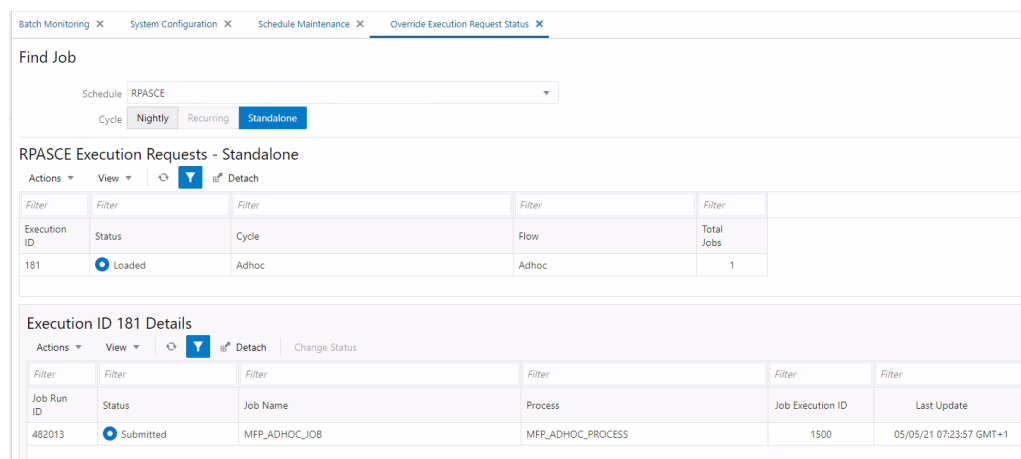 Batch Monitoring X System Configuration X Schedule Maintenance X Override Execution Request Status X
Find Job
Schedule RPASCE
Cycle Nightly Recurring Standalone
RPASCE Execution Requests - Standalone
Actions View Detach
Filter Filter Filter Filter Filter
Execution ID Status Cycle Flow Total Jobs
181 Loaded Adhoc Adhoc 1
Execution ID 181 Details
Actions View Detach Change Status
Filter Filter Filter Filter Filter Filter
Job Run ID Status Job Name Process Job Execution ID Last Update
482013 Submitted MFP_ADHOC_JOB MFP_ADHOC_PROCESS 1500 05/05/21 07:23:57 GMT+1